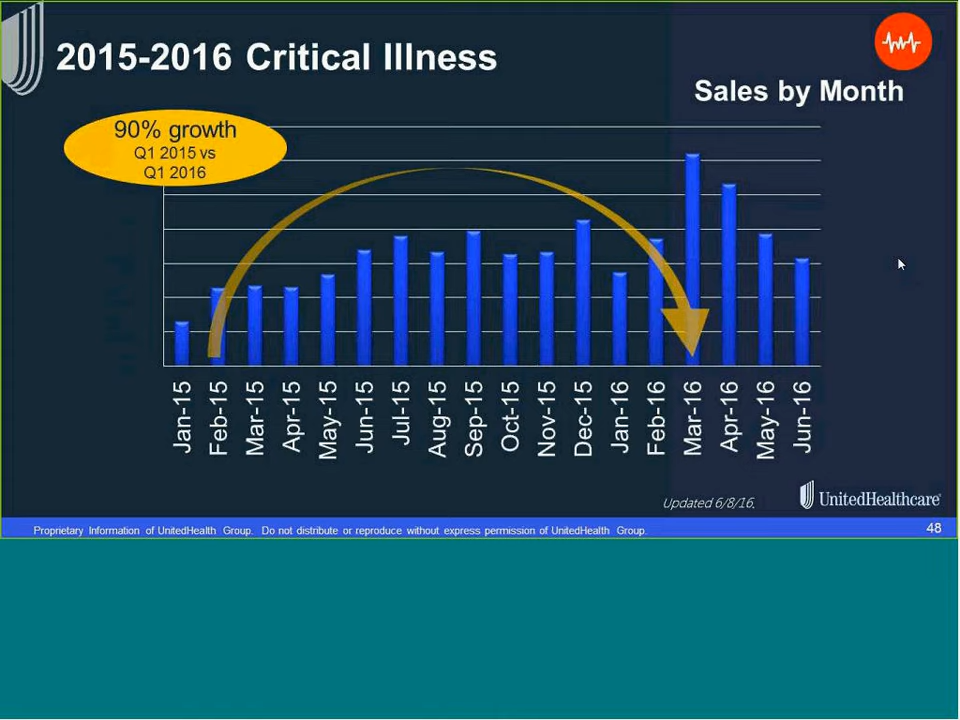 2015-2016 Critical Illness
Sales by Month
90% growth
Q1 2015 vs
Q1 2016
Jan-15
Feb-15
Mar-15
Apr-15
May-15
Jun-15
Jul-15
Aug-15
Sep-15
Oct-15
Nov-15
Dec-15
Jan-16
Feb-16
Mar-16
Apr-16
May-16
Jun-16
Updated 6/8/16.
UnitedHealthcare®
Proprietary Information of UnitedHealth Group. Do not distribute or reproduce without express permission of UnitedHealth Group.
48